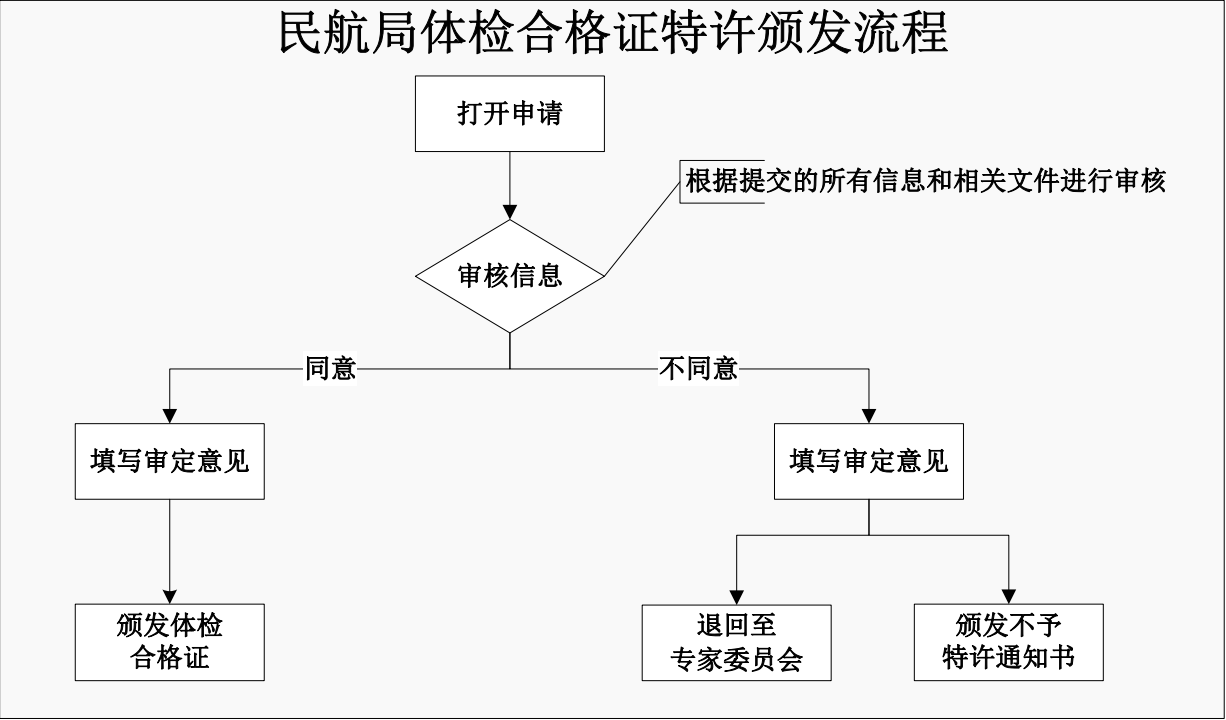 民航局体检合格证特许颁发流程
打开申请
根据提交的所有信息和相关文件进行审核
审核信息
同意
不同意
填写审定意见
填写审定意见
颁发体检
合格证
退回至
专家委员会
颁发不予
特许通知书